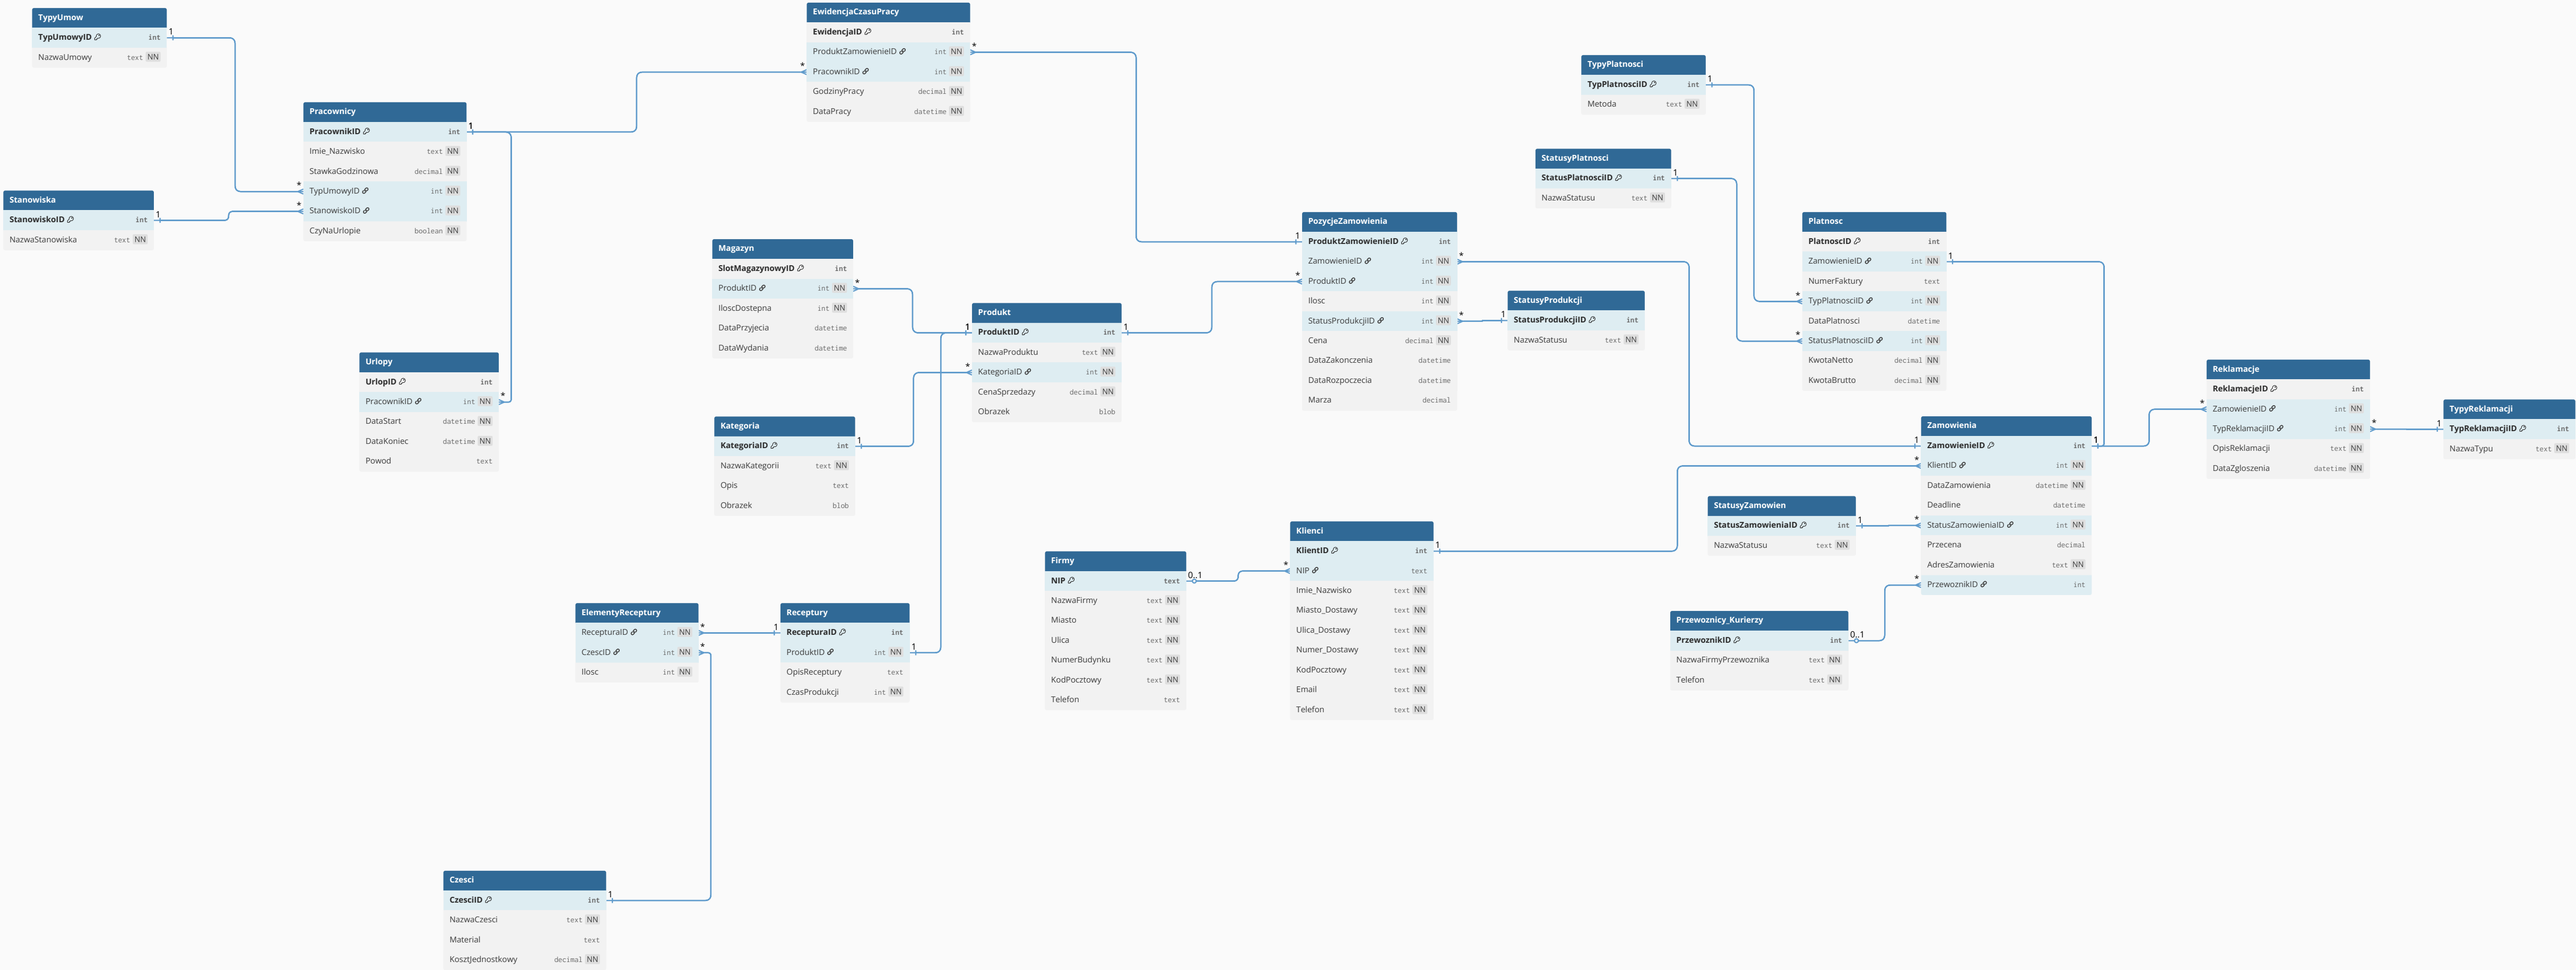 TypyUmow
TypUmowyID int
NazwaUmowy text NN
Stanowiska
StanowiskoID int
NazwaStanowiska text NN
Pracownicy
PracownikID int
Imie_Nazwisko text NN
StawkaGodzinowa decimal NN
TypUmowyID int NN
StanowiskoID int NN
CzyNaUrlopie boolean NN
Urlopy
UrlopID int
PracownikID int NN
DataStart datetime NN
DataKoniec datetime NN
Powod text
EwidencjaCzasuPracy
EwidencjaID int
ProduktZamowienieID int NN
PracownikID int NN
GodzinyPracy decimal NN
DataPracy datetime NN
Magazyn
SlotMagazynowyID int
ProduktID int NN
IloscDostepna int NN
DataPrzyjecia datetime
DataWydania datetime
Kategoria
KategoriaID int
NazwaKategorii text NN
Opis text
Obrazek blob
Produkt
ProduktID int
NazwaProduktu text NN
KategoriaID int NN
CenaSprzedazy decimal NN
Obrazek blob
ElementyReceptury
RecepturaID int NN
CzescID int NN
Ilosc int NN
Receptury
RecepturaID int
ProduktID int NN
OpisReceptury text
CzasProdukcji int NN
Czesci
CzesciID int
NazwaCzesci text NN
Material text
KosztJednostkowy decimal NN
Firmy
NIP text
NazwaFirmy text NN
Miasto text NN
Ulica text NN
NumerBudynku text NN
KodPocztowy text NN
Telefon text
Klienci
KlientID int
NIP text
Imie_Nazwisko text NN
Miasto_Dostawy text NN
Ulica_Dostawy text NN
Numer_Dostawy text NN
KodPocztowy text NN
Email text NN
Telefon text NN
PozycjeZamowienia
ProduktZamowienieID int
ZamowienieID int NN
ProduktID int NN
Ilosc int NN
StatusProdukcjiID int NN
Cena decimal NN
DataZakonczenia datetime
DataRozpoczecia datetime
Marza decimal
StatusyProdukcji
StatusProdukcjiID int
NazwaStatusu text NN
TypyPlatnosci
TypPlatnosciID int
Metoda text NN
StatusyPlatnosci
StatusPlatnosciID int
NazwaStatusu text NN
Platnosc
PlatnoscID int
ZamowienieID int NN
NumerFaktury text
TypPlatnosciID int NN
DataPlatnosci datetime
StatusPlatnosciID int NN
KwotaNetto decimal NN
KwotaBrutto decimal NN
StatusyZamowien
StatusZamowieniaID int
NazwaStatusu text NN
Przewoznicy_Kurierzy
PrzewoznikID int
NazwaFirmyPrzewoznika text NN
Telefon text NN
Zamowienia
ZamowienieID int
KlientID int NN
DataZamowienia datetime NN
Deadline datetime
StatusZamowieniaID int NN
Przecena decimal
AdresZamowienia text NN
PrzewoznikID int
Reklamacje
ReklamacjeID int
ZamowienieID int NN
TypReklamacjiID int NN
OpisReklamacji text NN
DataZgloszenia datetime NN
TypyReklamacji
TypReklamacjiID int
NazwaTypu text NN